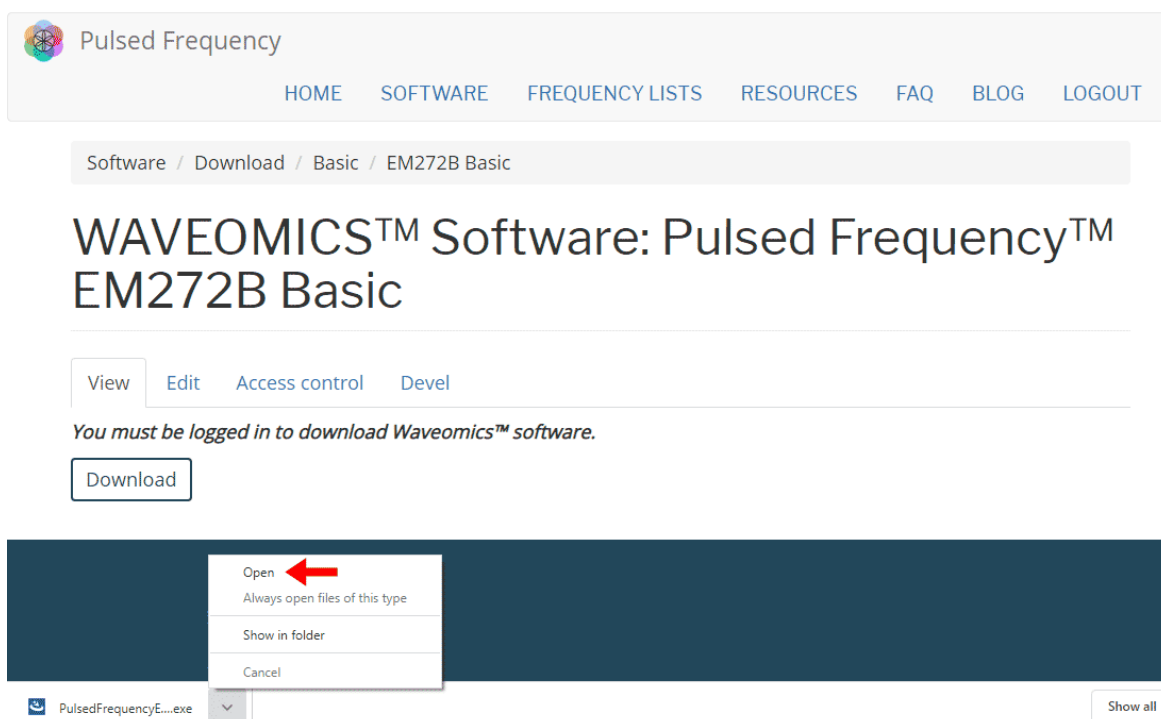 Pulsed Frequency
HOME SOFTWARE FREQUENCY LISTS RESOURCES FAQ BLOG LOGOUT
Software / Download / Basic / EM272B Basic
WAVEOMICS™ Software: Pulsed Frequency™
EM272B Basic
View Edit Access control Devel
You must be logged in to download Waveomics™ software.
Download
Open
Always open files of this type
Show in folder
Cancel
PulsedFrequencyE....exe
Show all